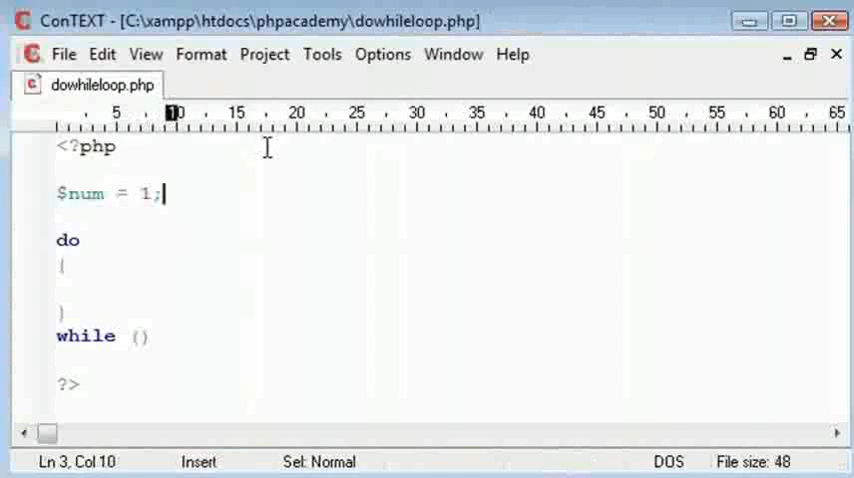 ConTEXT - [C:\xampp\htdocs\phpacademy\dowhileloop.php]
File Edit View Format Project Tools Options Window Help
dowhileloop.php
5 10 15 20 25 30 35 40 45 50 55 60 65
<?php
$num = 1;
do
{
}
while ()
?>
Ln 3, Col 10 Insert Sel: Normal DOS File size: 48